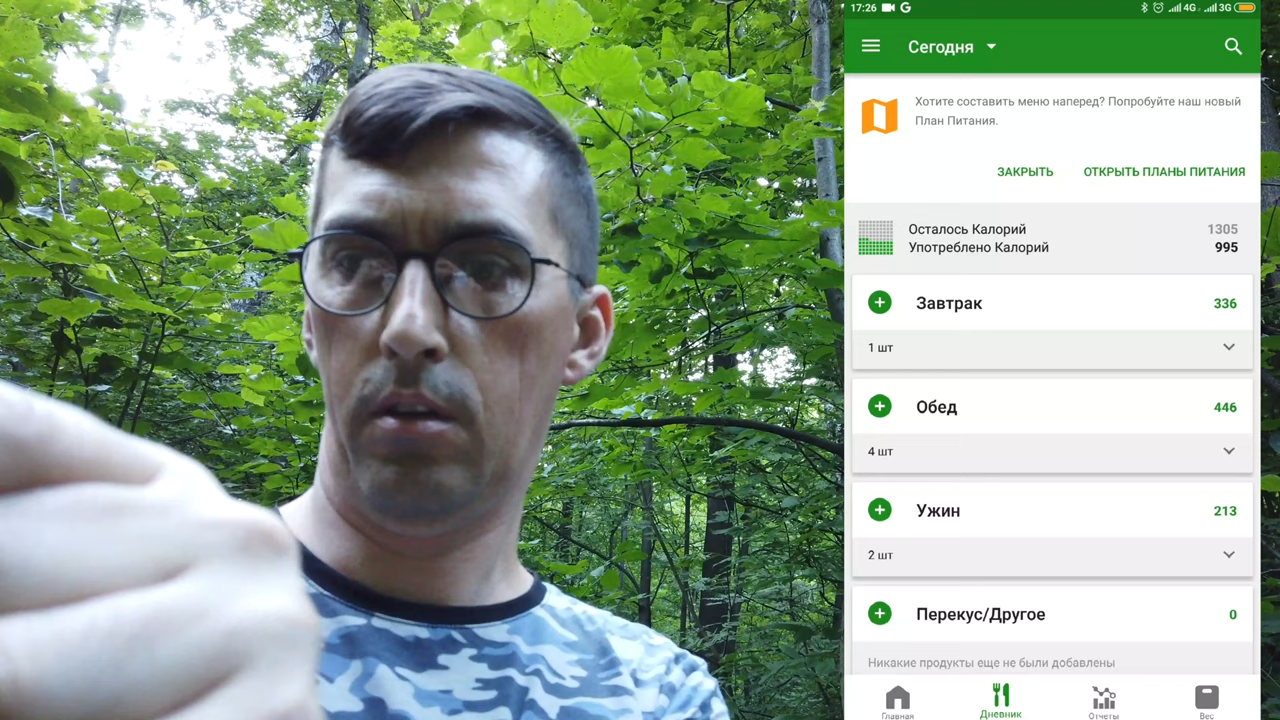 17:26 G 4G 3G
Сегодня
Хотите составить меню наперед? Попробуйте наш новый
План Питания.
ЗАКРЫТЬ ОТКРЫТЬ ПЛАНЫ ПИТАНИЯ
Осталось Калорий 1305
Употреблено Калорий 995
Завтрак 336
1 шт
Обед 446
4 шт
Ужин 213
2 шт
Перекус/Другое 0
Никакие продукты еще не были добавлены
Главная Дневник Отчеты Вес